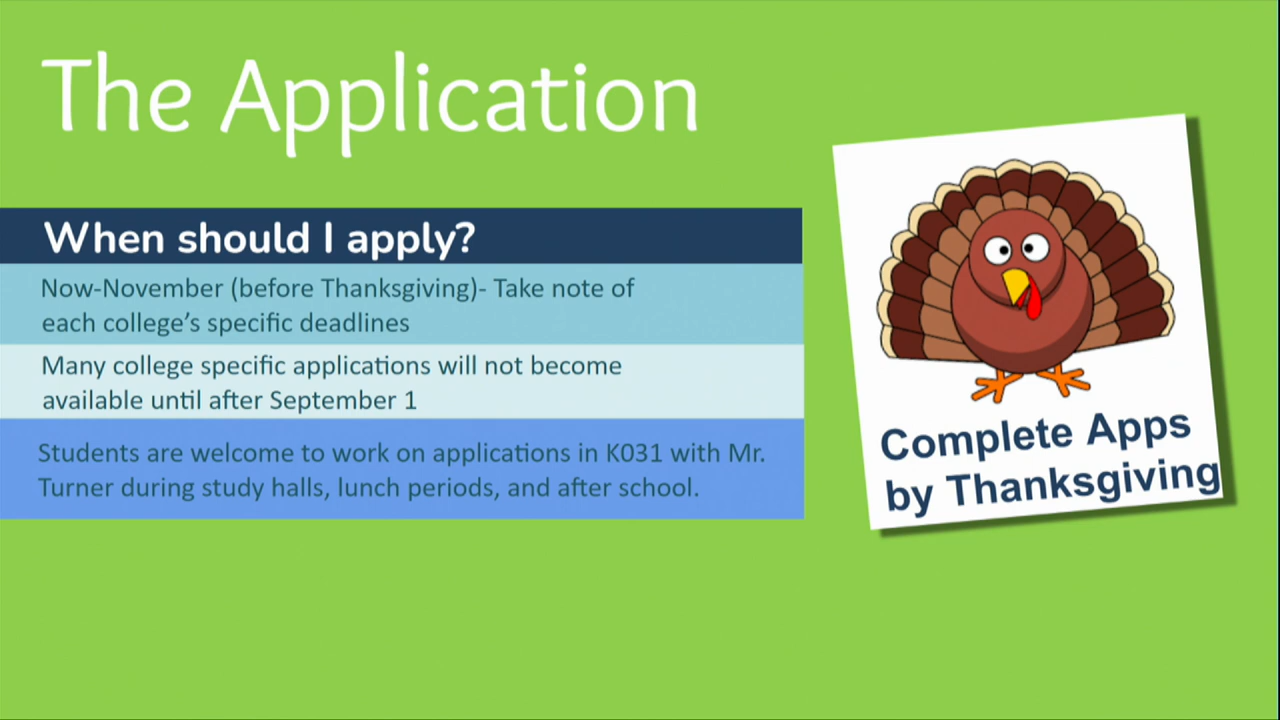 The Application
When should I apply?
Now-November (before Thanksgiving)- Take note of
each college’s specific deadlines
Many college specific applications will not become
available until after September 1
Students are welcome to work on applications in K031 with Mr.
Turner during study halls, lunch periods, and after school.
Complete Apps
by Thanksgiving